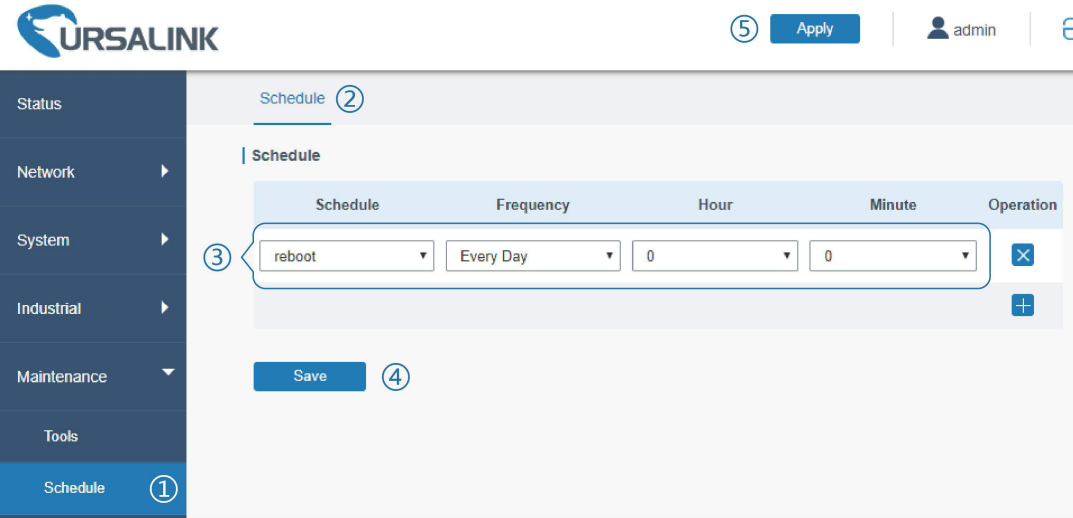 URSALINK
⑤ Apply admin
Status
Network
System
Industrial
Maintenance
Tools
Schedule ①
Schedule ②
Schedule
Schedule Frequency Hour Minute Operation
③ reboot Every Day 0 0
Save ④